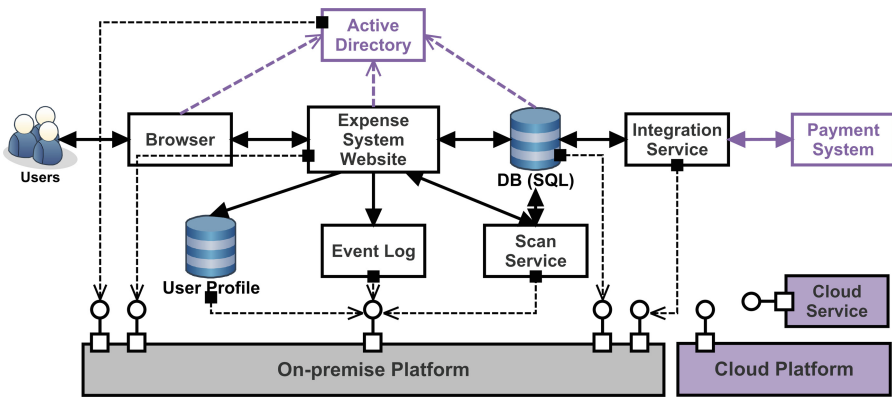 Active
Directory
Users
Browser
Expense
System
Website
DB (SQL)
Integration
Service
Payment
System
User Profile
Event Log
Scan
Service
Cloud
Service
On-premise Platform
Cloud Platform